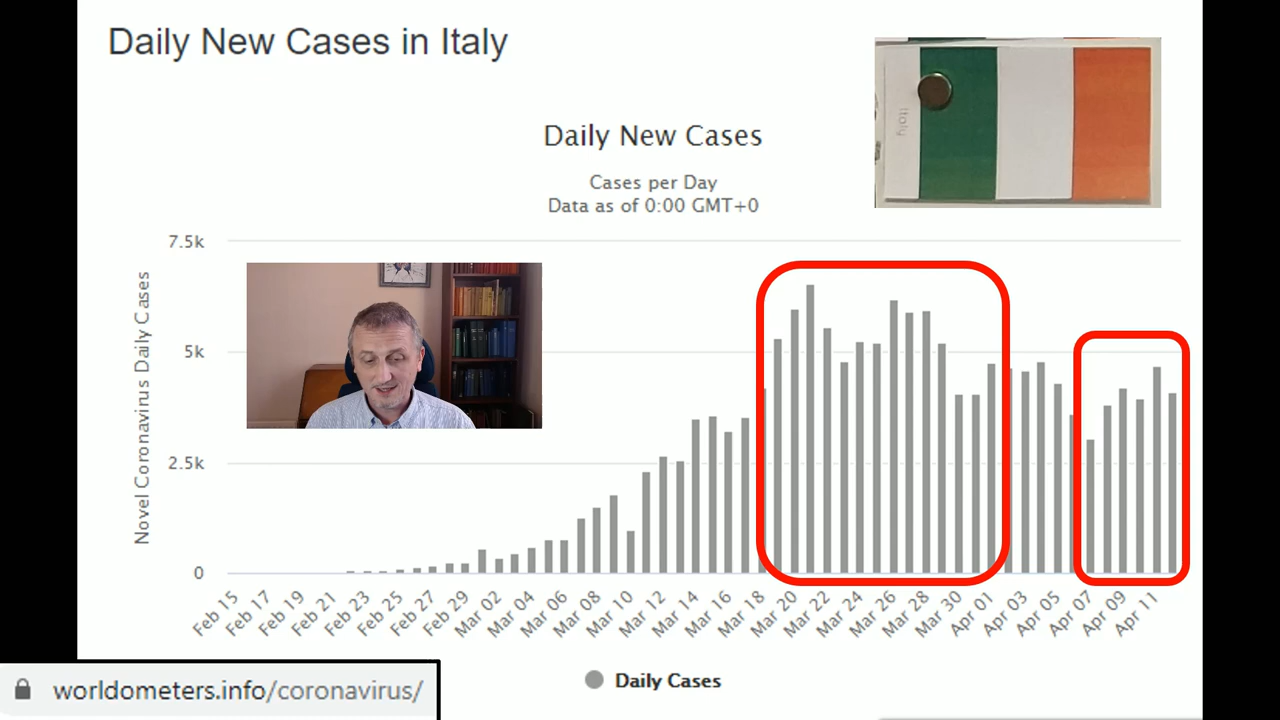 Daily New Cases in Italy
Italy
Daily New Cases
Cases per Day
Data as of 0:00 GMT+0
Novel Coronavirus Daily Cases
7.5k
5k
2.5k
0
Feb 15
Feb 17
Feb 19
Feb 21
Feb 23
Feb 25
Feb 27
Feb 29
Mar 02
Mar 04
Mar 06
Mar 08
Mar 10
Mar 12
Mar 14
Mar 16
Mar 18
Mar 20
Mar 22
Mar 24
Mar 26
Mar 28
Mar 30
Apr 01
Apr 03
Apr 05
Apr 07
Apr 09
Apr 11
Daily Cases
worldometers.info/coronavirus/